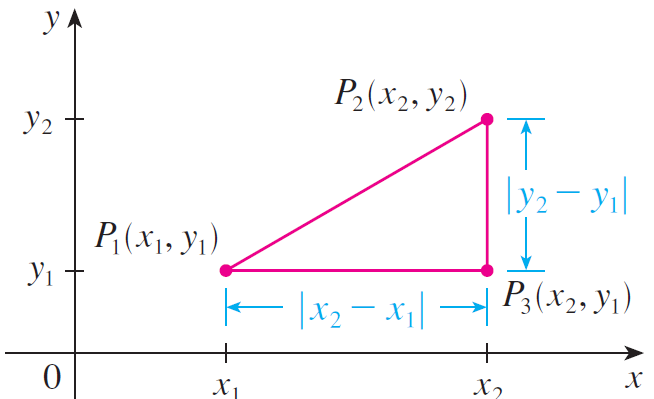 y
P₂(x₂, y₂)
y₂
|y₂ − y₁|
P₁(x₁, y₁)
y₁
P₃(x₂, y₁)
|x₂ − x₁|
0
x₁
x₂
x